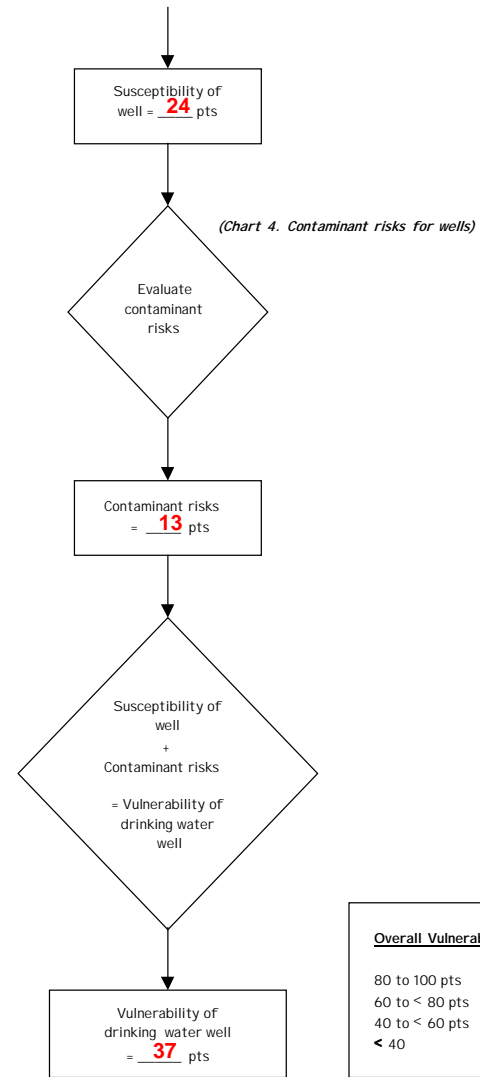 Susceptibility of
well = 24 pts
(Chart 4. Contaminant risks for wells)
Evaluate
contaminant
risks
Contaminant risks
= 13 pts
Susceptibility of
well
+
Contaminant risks
= Vulnerability of
drinking water
well
Vulnerability of
drinking water well
= 37 pts
Overall Vulnerab
80 to 100 pts
60 to < 80 pts
40 to < 60 pts
< 40